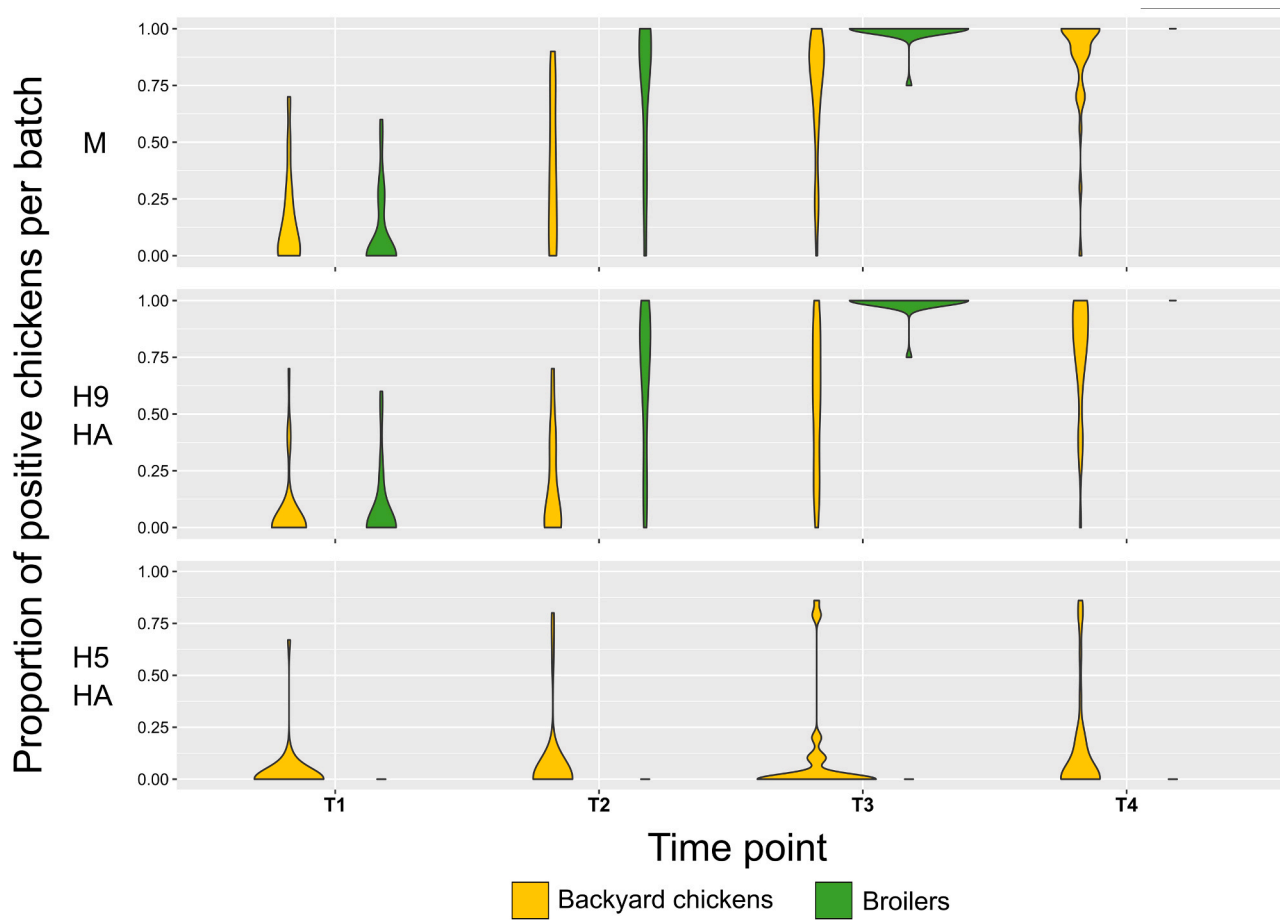 Proportion of positive chickens per batch
M
1.00
0.75
0.50
0.25
0.00
H9
HA
1.00
0.75
0.50
0.25
0.00
H5
HA
1.00
0.75
0.50
0.25
0.00
T1 T2 T3 T4
Time point
Backyard chickens Broilers